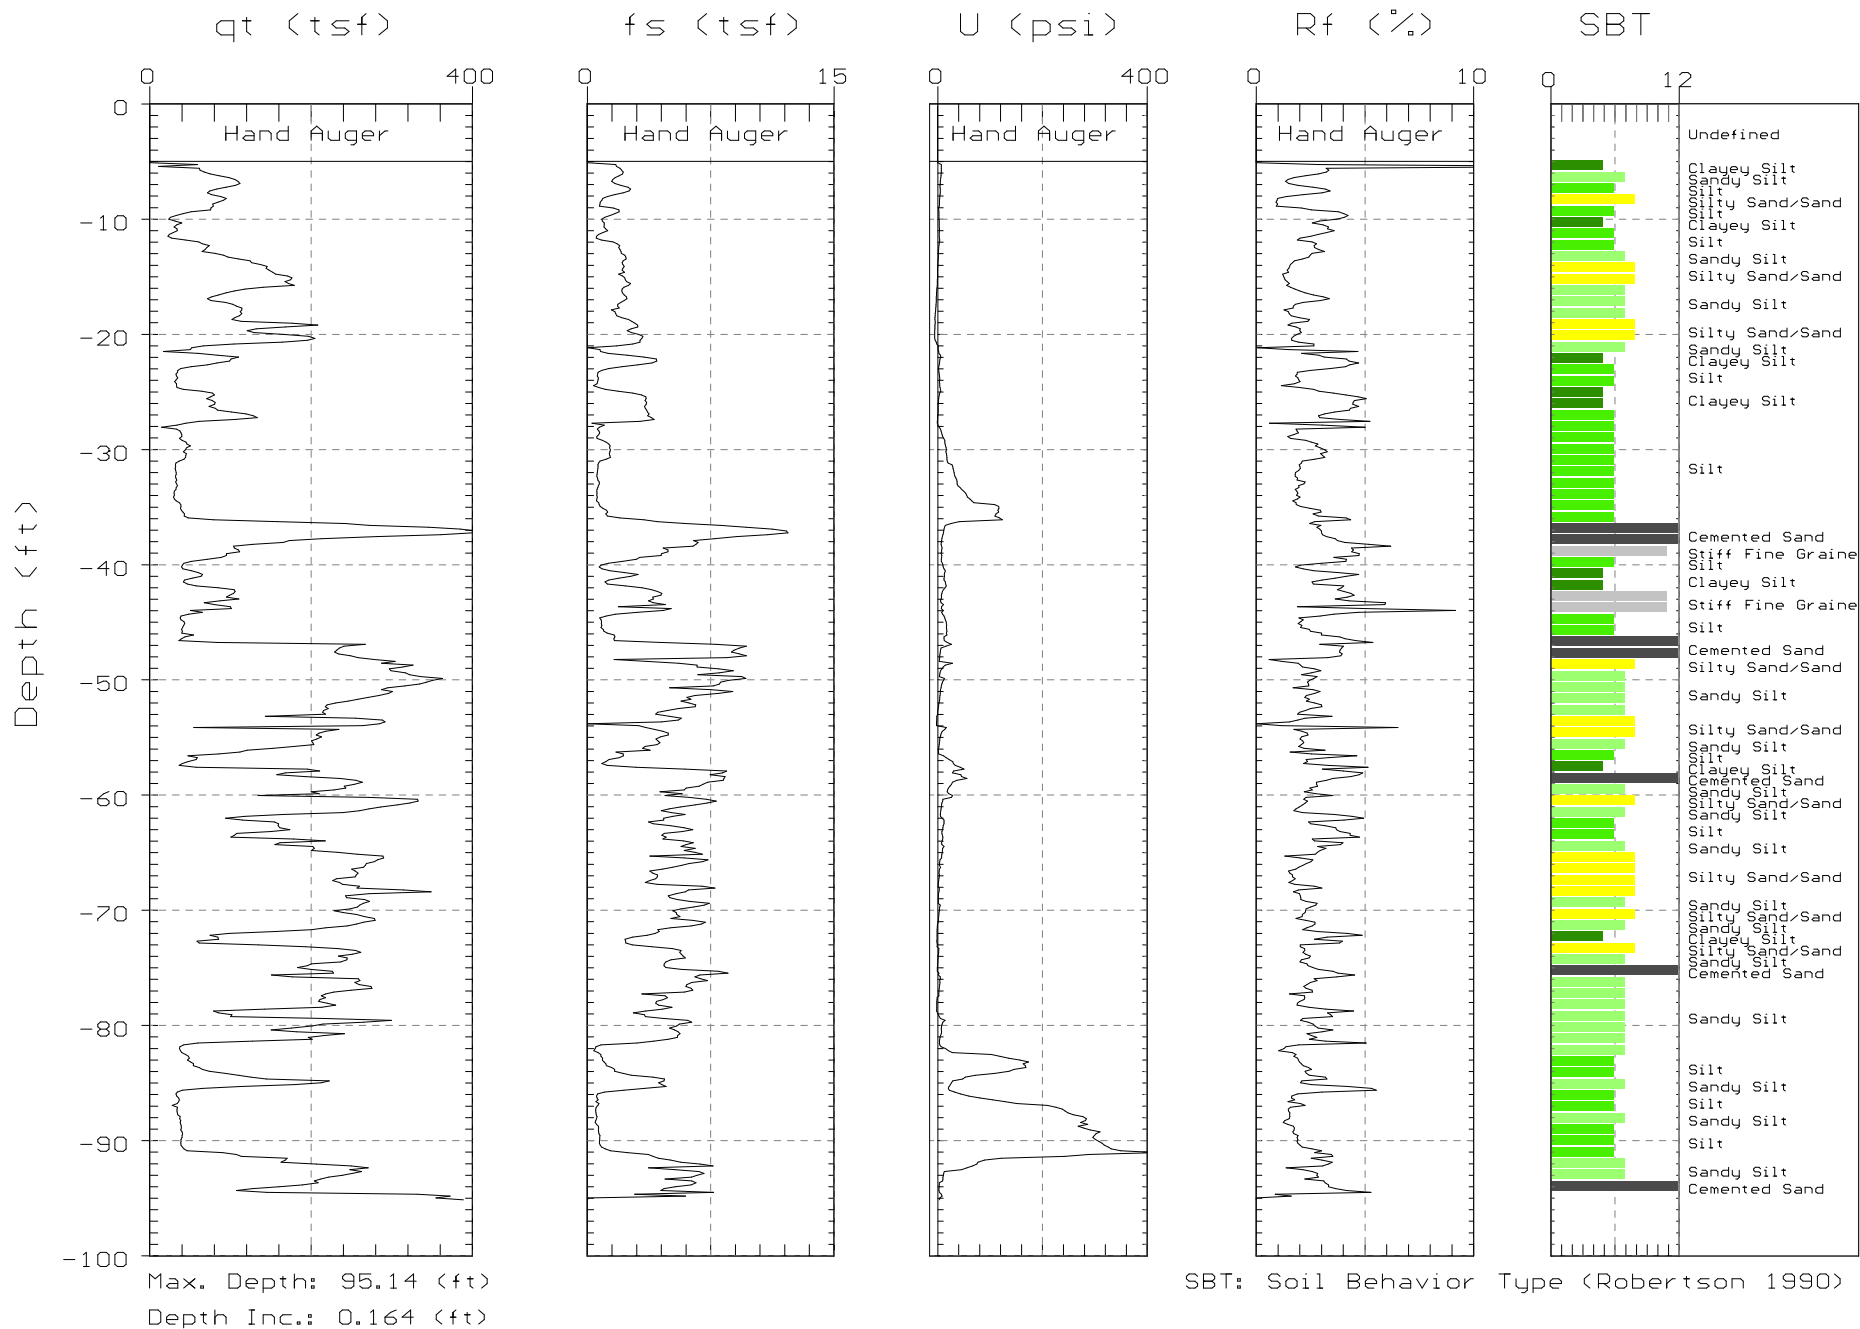 qt (tsf) fs (tsf) U (psi) Rf (%) SBT
0 400 0 15 0 400 0 10 0 12
0
Hand Auger Hand Auger Hand Auger Hand Auger
Undefined
Clayey Silt
Sandy Silt
Silt
Silty Sand/Sand
Silt
-10
Clayey Silt
Silt
Sandy Silt
Silty Sand/Sand
Sandy Silt
Silty Sand/Sand
-20
Sandy Silt
Clayey Silt
Silt
Clayey Silt
-30
Silt
Cemented Sand
Stiff Fine Graine
Silt
-40
Clayey Silt
Stiff Fine Graine
Silt
Cemented Sand
Silty Sand/Sand
-50
Sandy Silt
Silty Sand/Sand
Sandy Silt
Silt
Clayey Silt
Cemented Sand
Sandy Silt
-60
Silty Sand/Sand
Sandy Silt
Silt
Sandy Silt
Silty Sand/Sand
Sandy Silt
-70
Silty Sand/Sand
Sandy Silt
Clayey Silt
Silty Sand/Sand
Sandy Silt
Cemented Sand
Sandy Silt
-80
Silt
Sandy Silt
Silt
Sandy Silt
-90
Silt
Sandy Silt
Cemented Sand
-100
Depth (ft)
Max. Depth: 95.14 (ft) SBT: Soil Behavior Type (Robertson 1990)
Depth Inc.: 0.164 (ft)